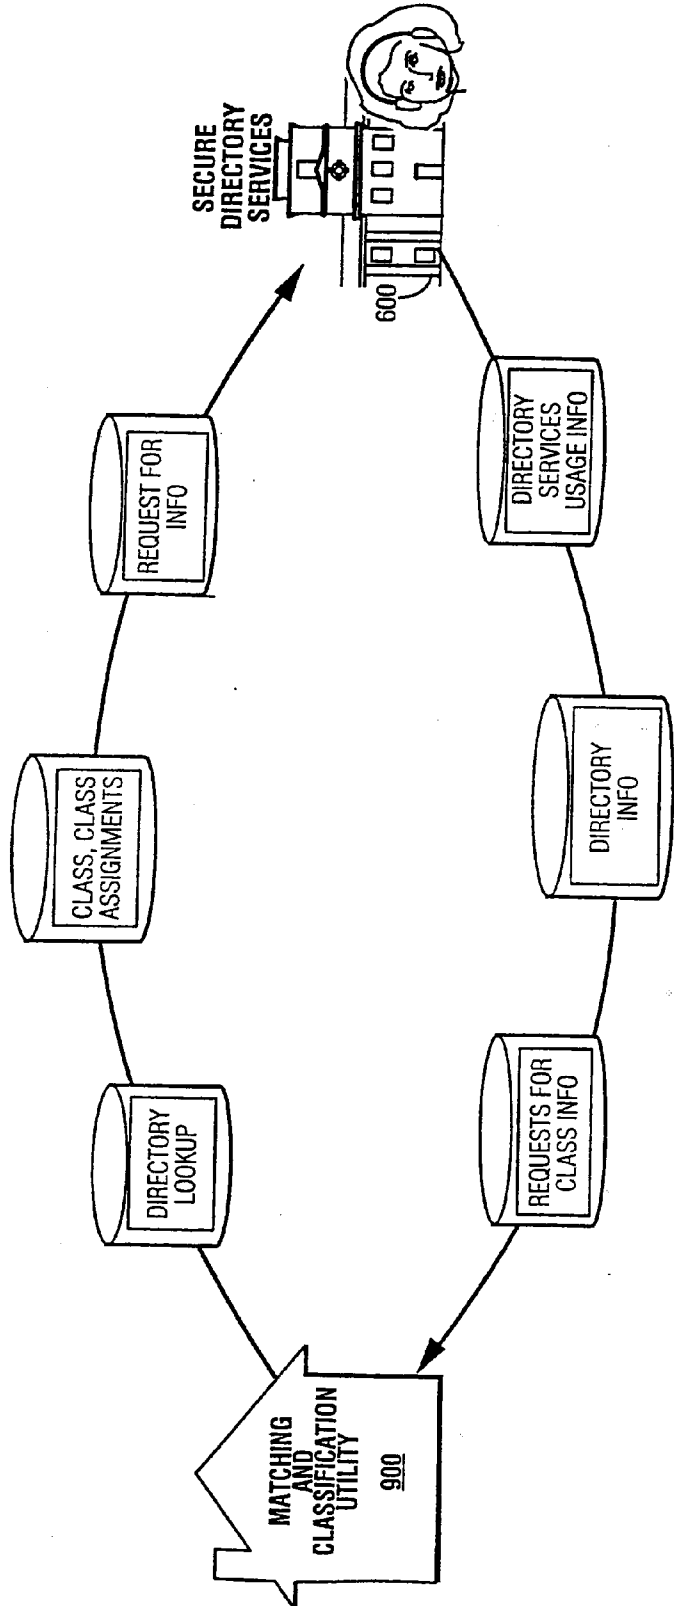 MATCHING
AND
CLASSIFICATION
UTILITY
900
DIRECTORY
LOOKUP
CLASS, CLASS
ASSIGNMENTS
REQUEST FOR
INFO
SECURE
DIRECTORY
SERVICES
600
DIRECTORY
SERVICES
USAGE INFO
DIRECTORY
INFO
REQUESTS FOR
CLASS INFO